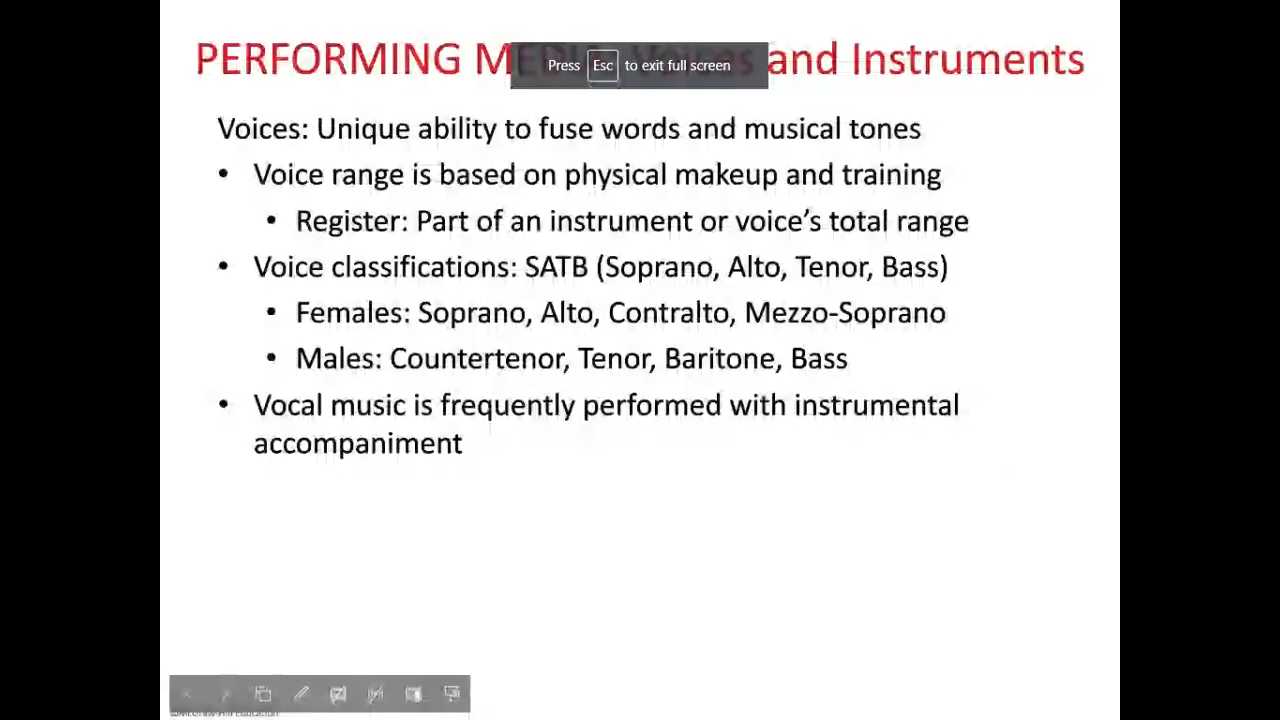 PERFORMING MEDIA: Voices and Instruments
Press Esc to exit full screen
Voices: Unique ability to fuse words and musical tones
• Voice range is based on physical makeup and training
• Register: Part of an instrument or voice’s total range
• Voice classifications: SATB (Soprano, Alto, Tenor, Bass)
• Females: Soprano, Alto, Contralto, Mezzo-Soprano
• Males: Countertenor, Tenor, Baritone, Bass
• Vocal music is frequently performed with instrumental
accompaniment